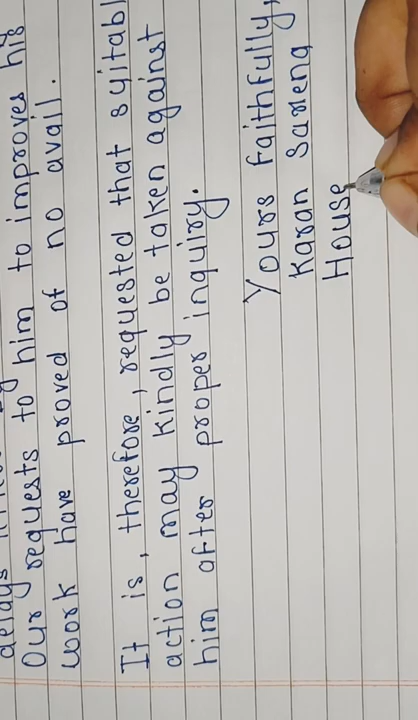 delays
Our requests to him to improves his
work have proved of no avail.
It is, therefore, requested that suitabl
action may kindly be taken against
him after proper inquiry.
Yours faithfully,
Karan Saxena
House